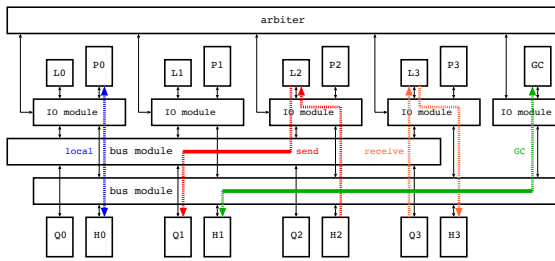 arbiter
L0 P0 L1 P1 L2 P2 L3 P3 GC
IO module IO module IO module IO module IO module
local bus module send receive GC
bus module
Q0 H0 Q1 H1 Q2 H2 Q3 H3